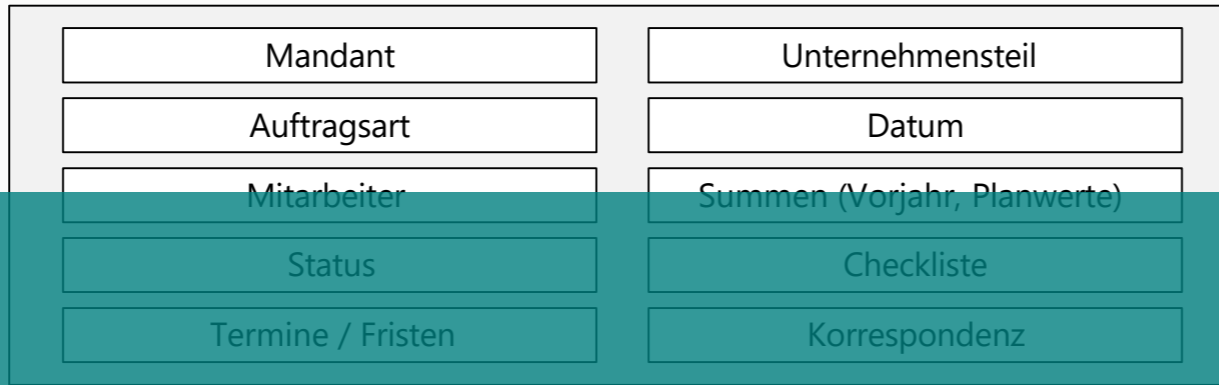 Mandant
Unternehmensteil
Auftragsart
Datum
Mitarbeiter
Summen (Vorjahr, Planwerte)
Status
Checkliste
Termine / Fristen
Korrespondenz